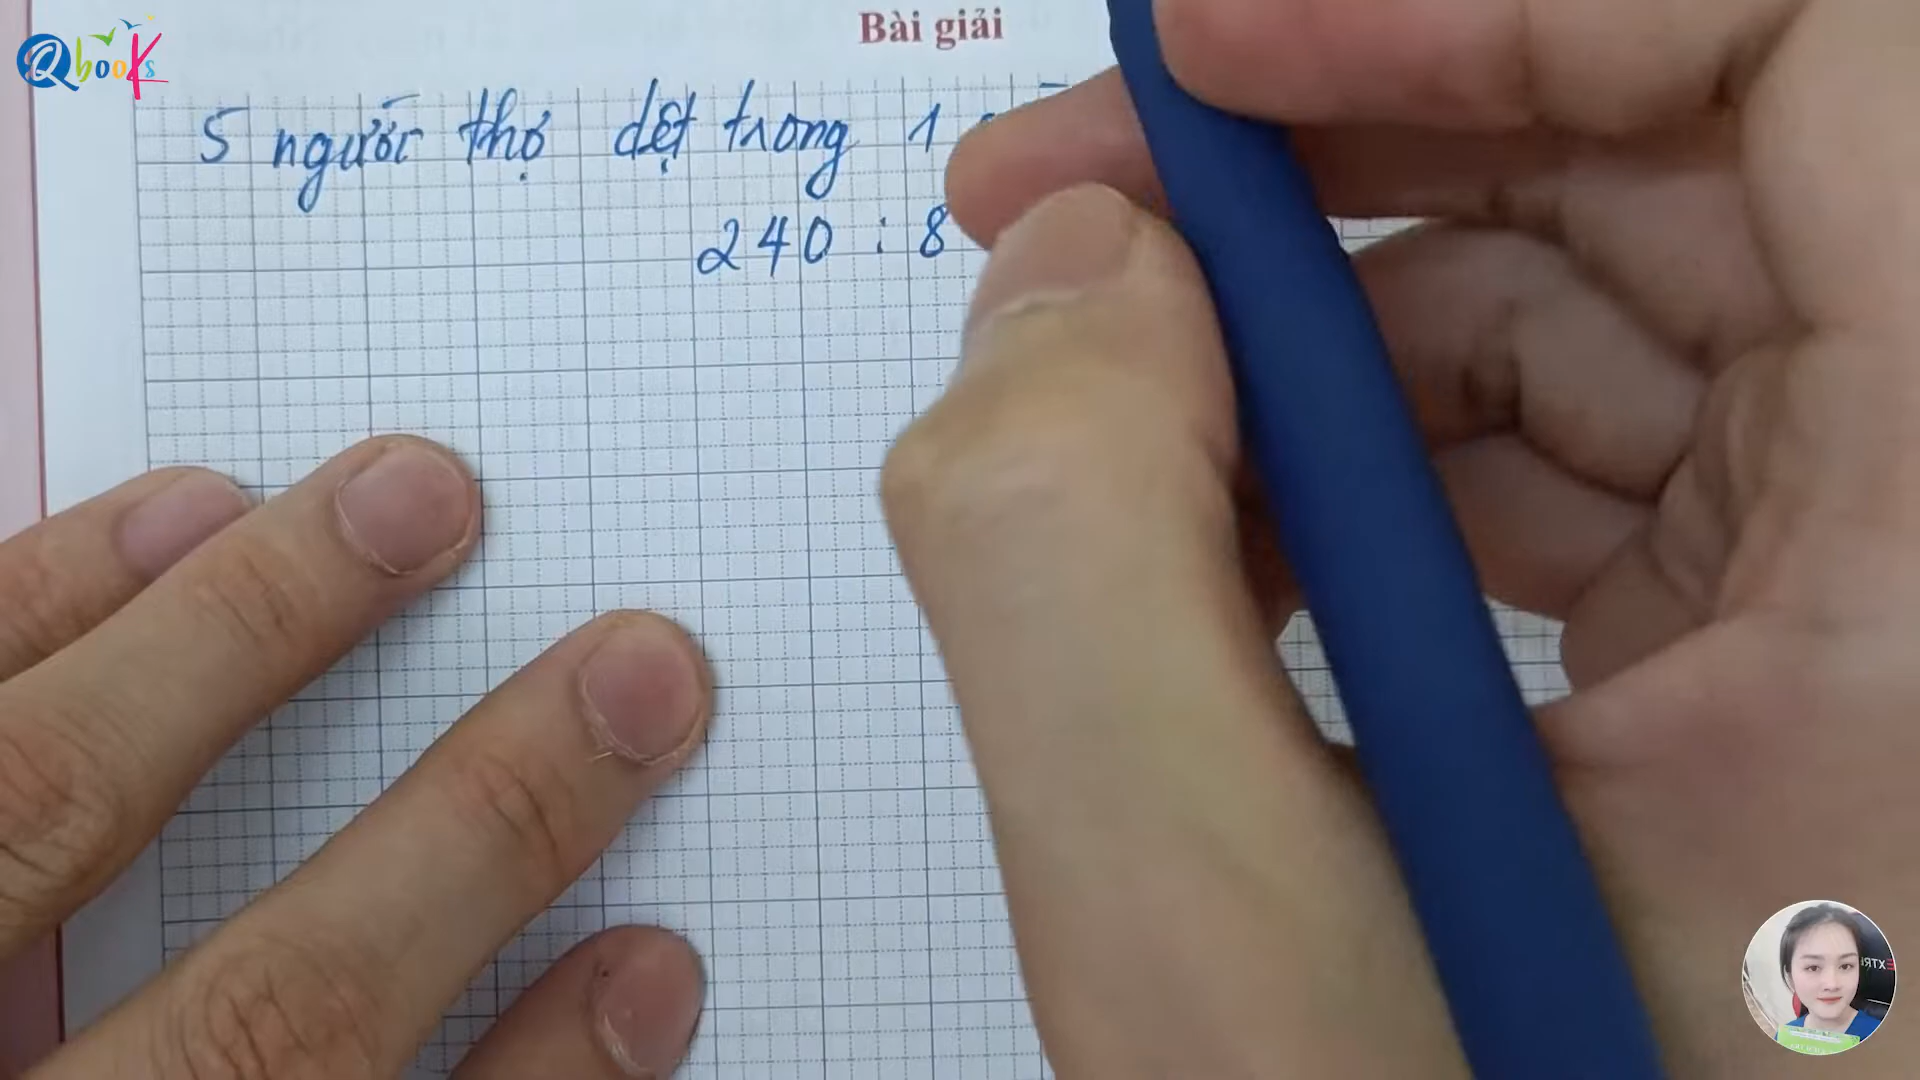 Qbooks
Bài giải
5 người thợ dệt trong 1
240 : 8